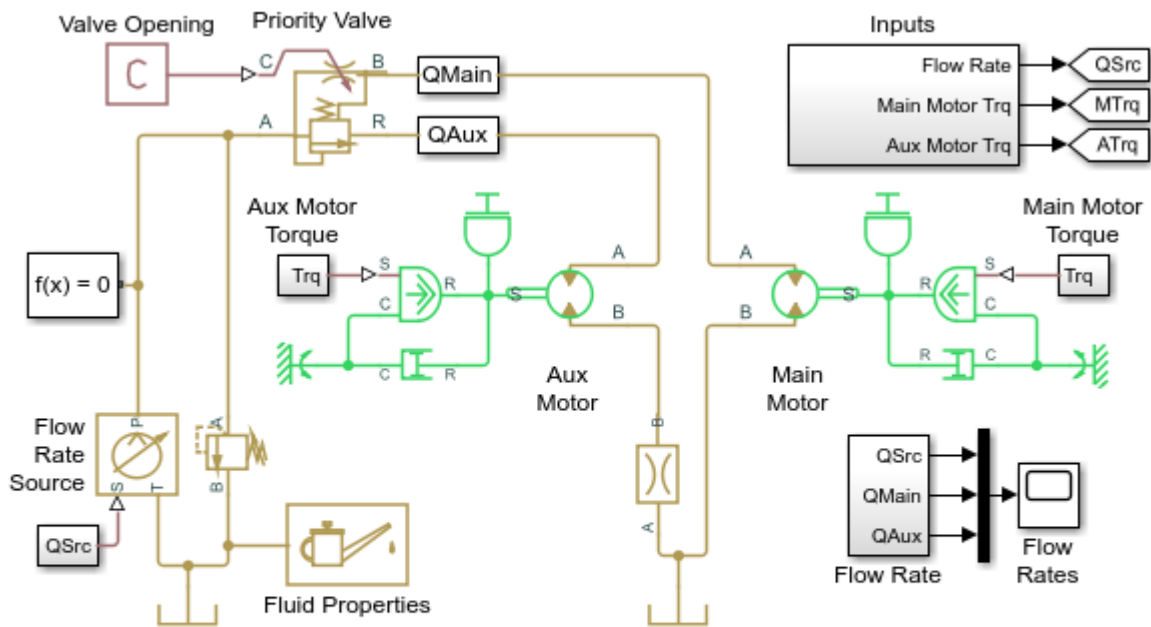 Valve Opening
Priority Valve
Inputs
C
C
B
QMain
Flow Rate
QSrc
Main Motor Trq
MTrq
A
R
QAux
Aux Motor Trq
ATrq
Aux Motor
Torque
Main Motor
Torque
Trq
S
R
C
S
A
A
S
R
S
C
Trq
f(x) = 0
B
B
C
R
R
C
Aux
Motor
Main
Motor
Flow
Rate
Source
P
A
B
S
T
B
A
QSrc
QSrc
QMain
QAux
Flow Rate
Flow
Rates
Fluid Properties